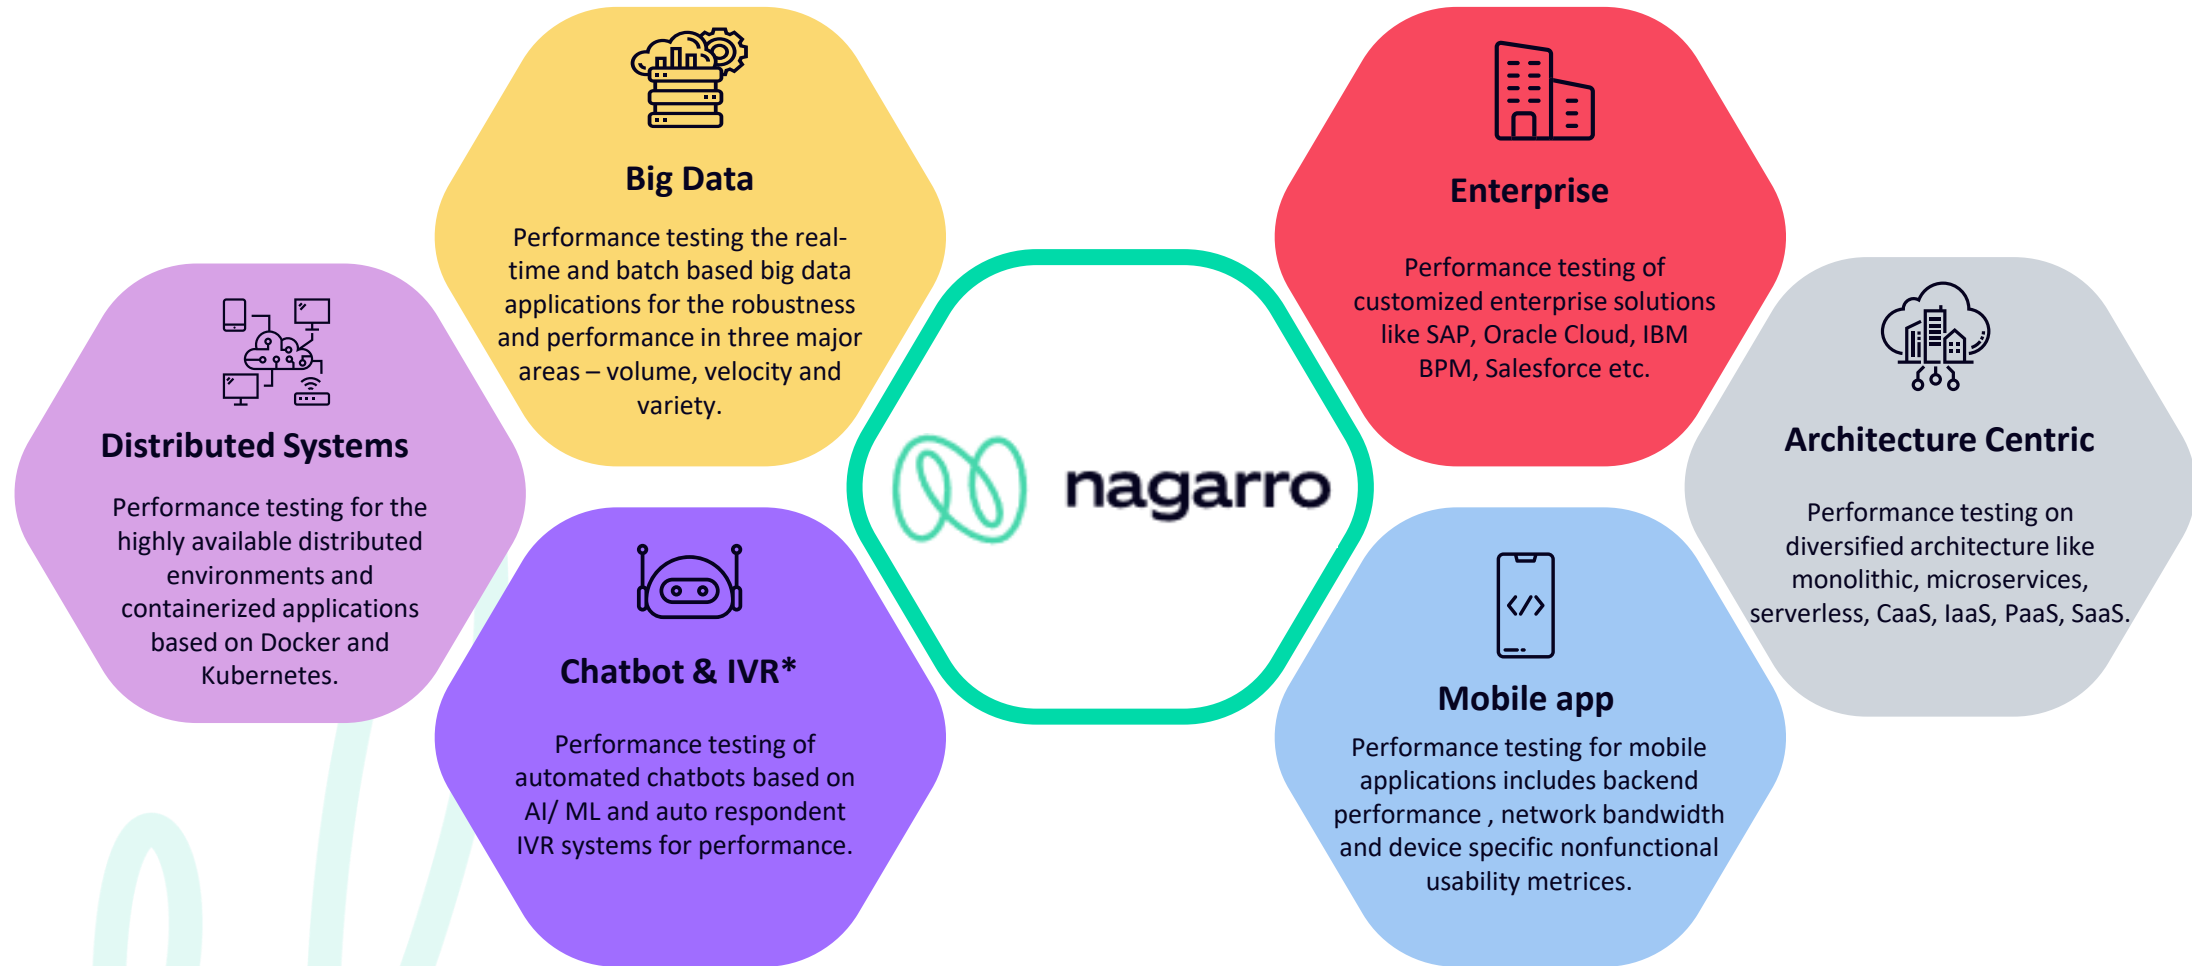 Big Data
Performance testing the real-
time and batch based big data
applications for the robustness
and performance in three major
areas – volume, velocity and
variety.
Enterprise
Performance testing of
customized enterprise solutions
like SAP, Oracle Cloud, IBM
BPM, Salesforce etc.
Distributed Systems
Performance testing for the
highly available distributed
environments and
containerized applications
based on Docker and
Kubernetes.
nagarro
Architecture Centric
Performance testing on
diversified architecture like
monolithic, microservices,
serverless, CaaS, IaaS, PaaS, SaaS.
Chatbot & IVR*
Performance testing of
automated chatbots based on
AI/ ML and auto respondent
IVR systems for performance.
Mobile app
Performance testing for mobile
applications includes backend
performance , network bandwidth
and device specific nonfunctional
usability metrices.